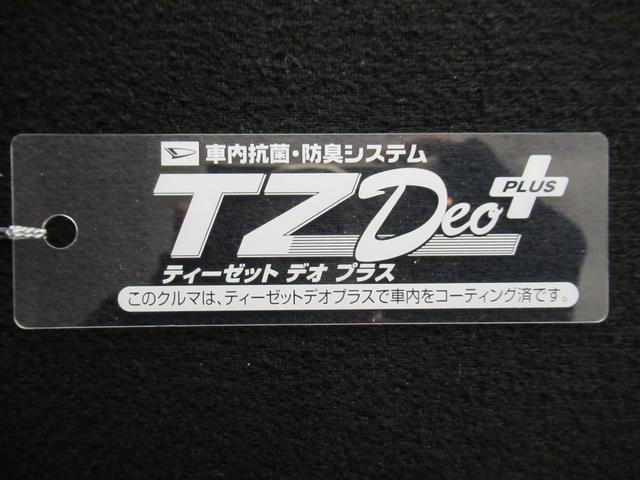 車内抗菌・防臭システム
TZDeo PLUS
ティーゼット デオ プラス
このクルマは、ティーゼットデオプラスで車内をコーティング済です。